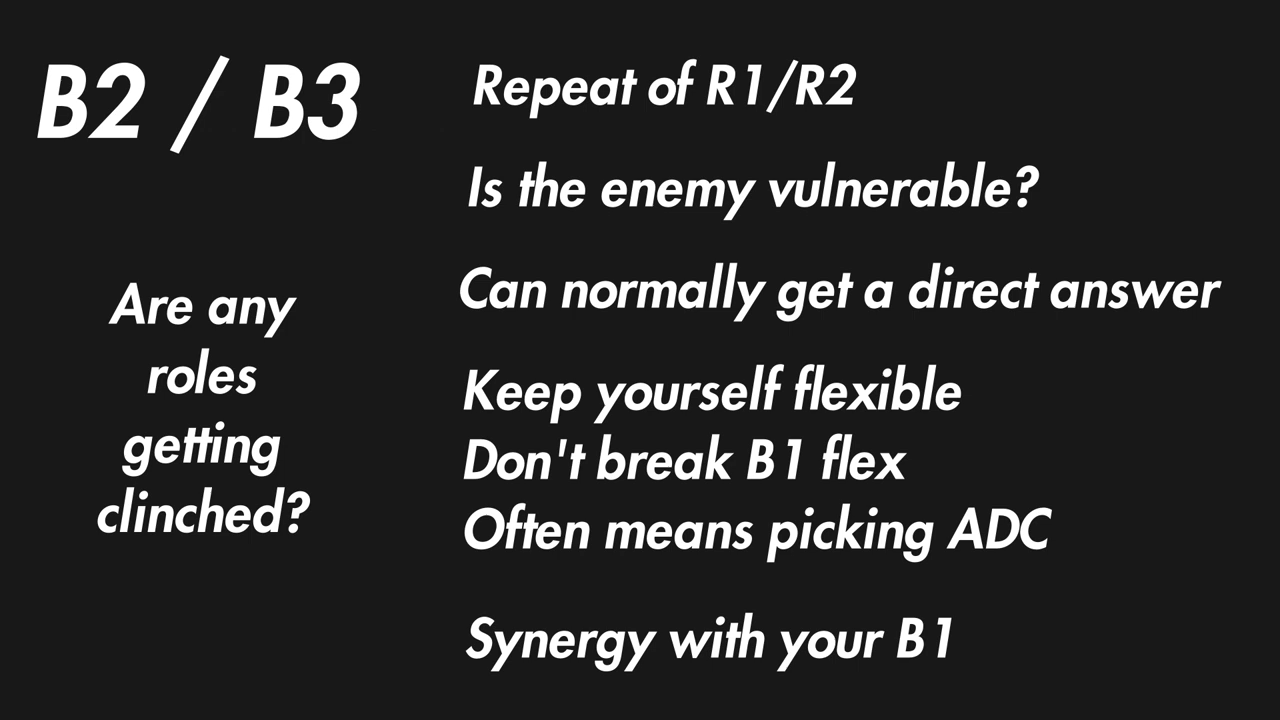 B2 / B3
Are any
roles
getting
clinched?
Repeat of R1/R2
Is the enemy vulnerable?
Can normally get a direct answer
Keep yourself flexible
Don't break B1 flex
Often means picking ADC
Synergy with your B1